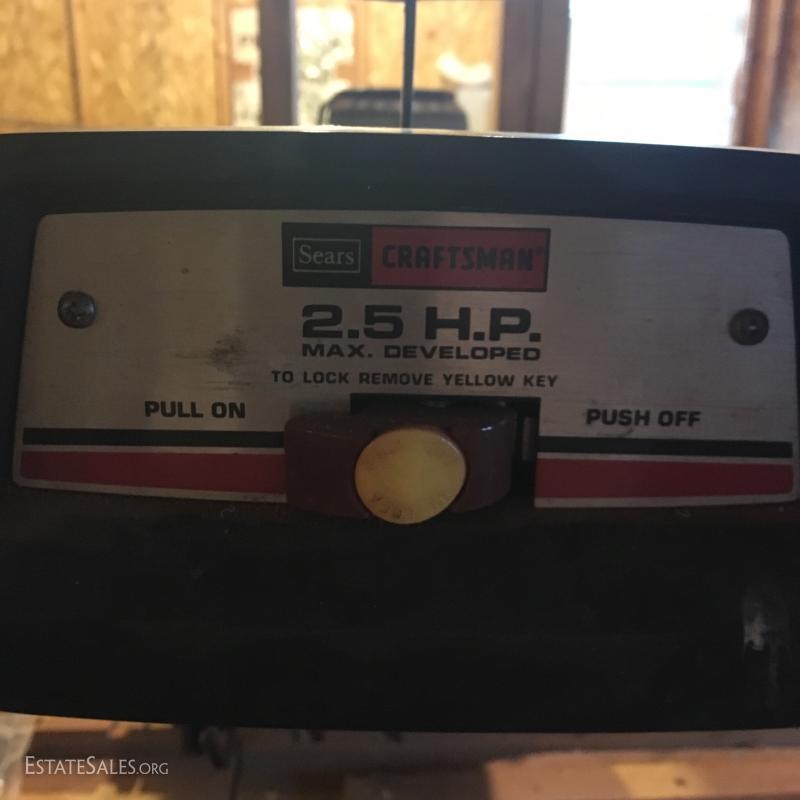 Sears CRAFTSMAN®
2.5 H.P.
MAX. DEVELOPED
TO LOCK REMOVE YELLOW KEY
PULL ON
PUSH OFF
ESTATESALES.ORG